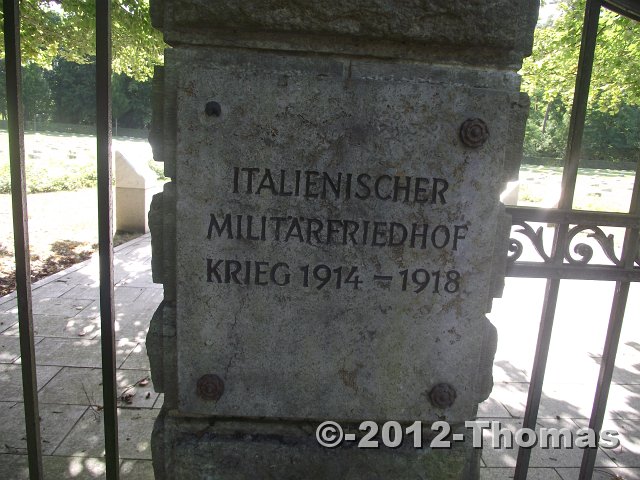 ITALIENISCHER
MILITÄRFRIEDHOF
KRIEG 1914 – 1918
©-2012-Thomas